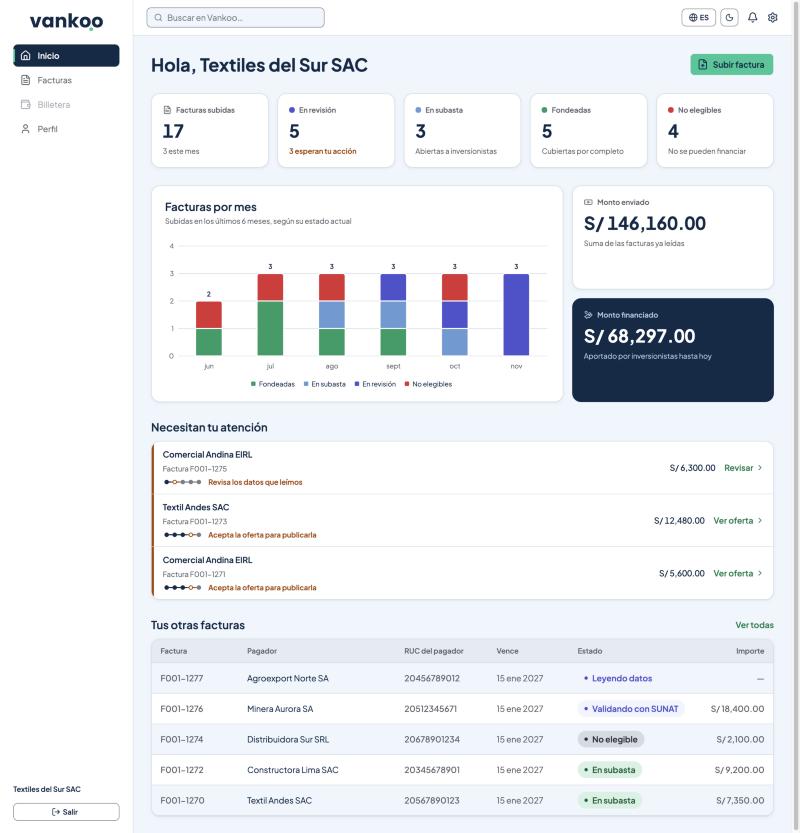 vankoo
Buscar en Vankoo...
ES
Inicio
Facturas
Billetera
Perfil
Hola, Textiles del Sur SAC
Subir factura
Facturas subidas
17
3 este mes
En revisión
5
3 esperan tu acción
En subasta
3
Abiertas a inversionistas
Fondeadas
5
Cubiertas por completo
No elegibles
4
No se pueden financiar
Facturas por mes
Subidas en los últimos 6 meses, según su estado actual
4
3
2
1
0
2
3
3
3
3
3
jun
jul
ago
sept
oct
nov
Fondeadas
En subasta
En revisión
No elegibles
Monto enviado
S/ 146,160.00
Suma de las facturas ya leídas
Monto financiado
S/ 68,297.00
Aportado por inversionistas hasta hoy
Necesitan tu atención
Comercial Andina EIRL
Factura F001-1275
Revisa los datos que leímos
S/ 6,300.00 Revisar
Textil Andes SAC
Factura F001-1273
Acepta la oferta para publicarla
S/ 12,480.00 Ver oferta
Comercial Andina EIRL
Factura F001-1271
Acepta la oferta para publicarla
S/ 5,600.00 Ver oferta
Tus otras facturas
Ver todas
Factura Pagador RUC del pagador Vence Estado Importe
F001-1277 Agroexport Norte SA 20456789012 15 ene 2027 Leyendo datos —
F001-1276 Minera Aurora SA 20512345671 15 ene 2027 Validando con SUNAT S/ 18,400.00
F001-1274 Distribuidora Sur SRL 20678901234 15 ene 2027 No elegible S/ 2,100.00
F001-1272 Constructora Lima SAC 20345678901 15 ene 2027 En subasta S/ 9,200.00
F001-1270 Textil Andes SAC 20567890123 15 ene 2027 En subasta S/ 7,350.00
Textiles del Sur SAC
Salir